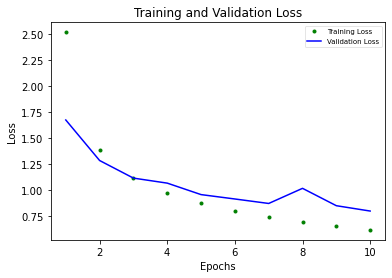 Training and Validation Loss
Training Loss
Validation Loss
2.50
2.25
2.00
1.75
1.50
1.25
1.00
0.75
Loss
2
4
6
8
10
Epochs